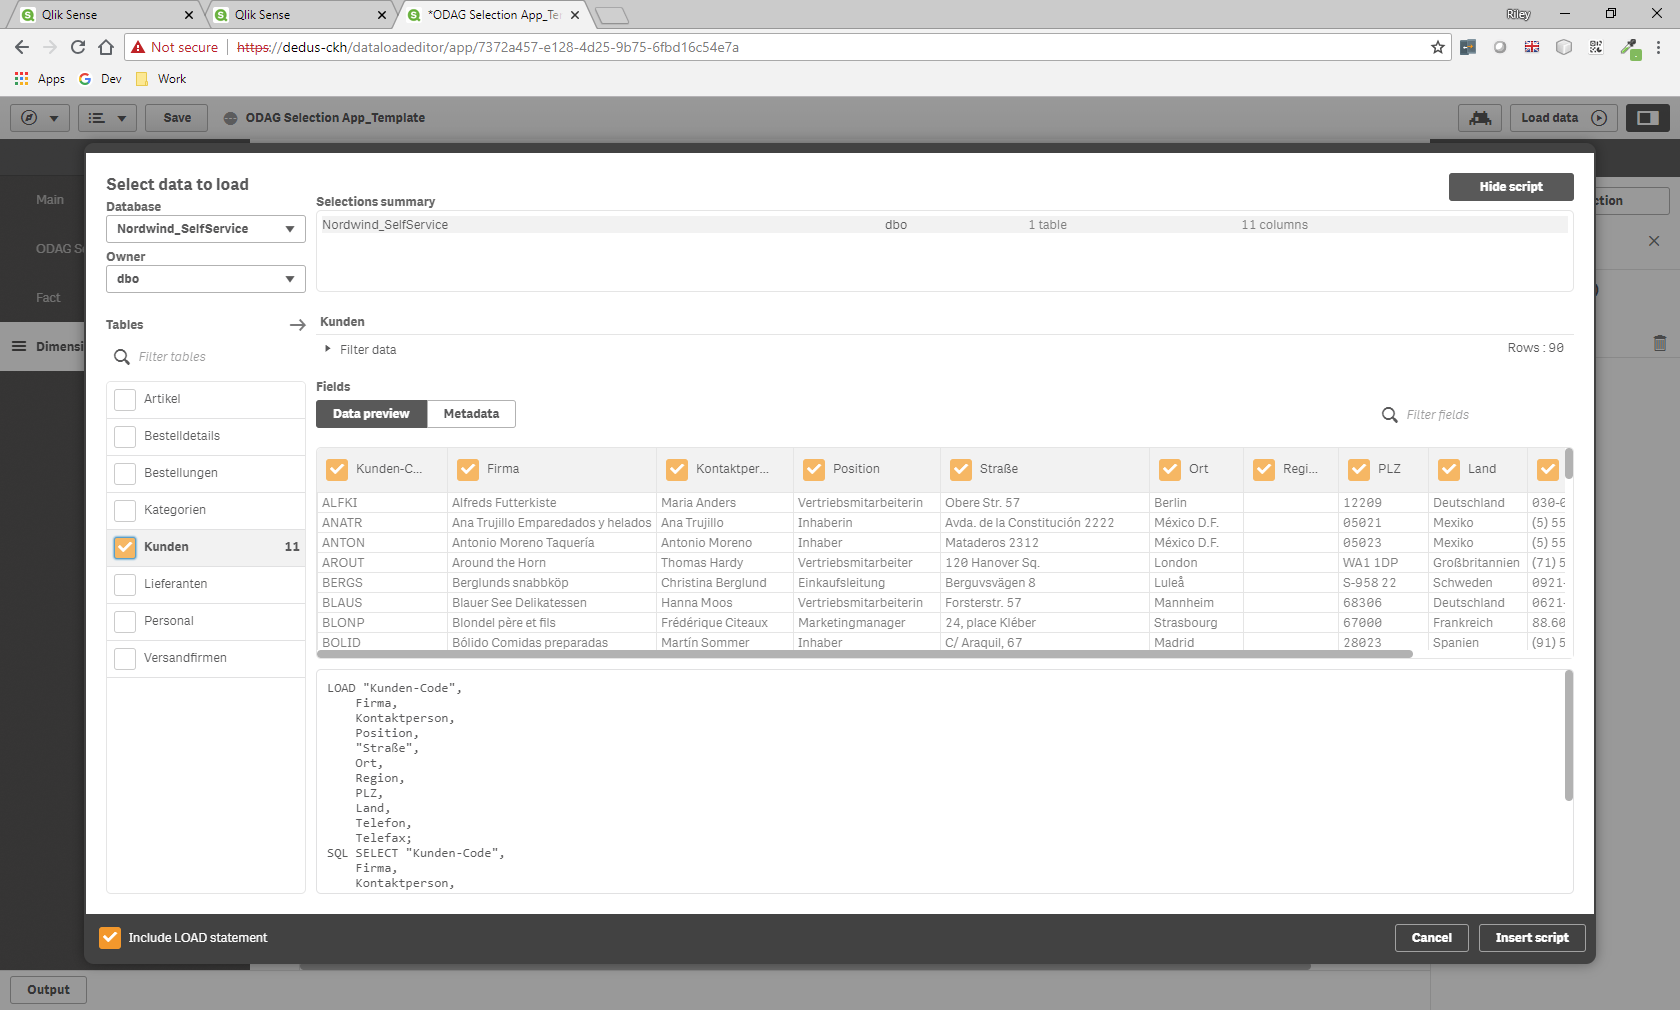 Qlik Sense
Qlik Sense
*ODAG Selection App_Te
Riley
Not secure
https://dedus-ckh/dataloadeditor/app/7372a457-e128-4d25-9b75-6fbd16c54e7a
Apps
Dev
Work
Save
ODAG Selection App_Template
Load data
Main
ODAG S
Fact
Dimensi
ction
Select data to load
Hide script
Database
Nordwind_SelfService
Owner
dbo
Selections summary
Nordwind_SelfService dbo 1 table 11 columns
Tables
Filter tables
Artikel
Bestelldetails
Bestellungen
Kategorien
Kunden 11
Lieferanten
Personal
Versandfirmen
Kunden
Filter data
Rows : 90
Fields
Data preview
Metadata
Filter fields
Kunden-C... Firma Kontaktper... Position Straße Ort Regi... PLZ Land
ALFKI Alfreds Futterkiste Maria Anders Vertriebsmitarbeiterin Obere Str. 57 Berlin 12209 Deutschland 030-0
ANATR Ana Trujillo Emparedados y helados Ana Trujillo Inhaberin Avda. de la Constitución 2222 México D.F. 05021 Mexiko (5) 55
ANTON Antonio Moreno Taquería Antonio Moreno Inhaber Mataderos 2312 México D.F. 05023 Mexiko (5) 55
AROUT Around the Horn Thomas Hardy Vertriebsmitarbeiter 120 Hanover Sq. London WA1 1DP Großbritannien (71) 5
BERGS Berglunds snabbköp Christina Berglund Einkaufsleitung Berguvsvägen 8 Luleå S-958 22 Schweden 0921-
BLAUS Blauer See Delikatessen Hanna Moos Vertriebsmitarbeiterin Forsterstr. 57 Mannheim 68306 Deutschland 0621-
BLONP Blondel père et fils Frédérique Citeaux Marketingmanager 24, place Kléber Strasbourg 67000 Frankreich 88.60
BOLID Bólido Comidas preparadas Martín Sommer Inhaber C/ Araquil, 67 Madrid 28023 Spanien (91) 5
LOAD "Kunden-Code",
Firma,
Kontaktperson,
Position,
"Straße",
Ort,
Region,
PLZ,
Land,
Telefon,
Telefax;
SQL SELECT "Kunden-Code",
Firma,
Kontaktperson,
Include LOAD statement
Cancel
Insert script
Output